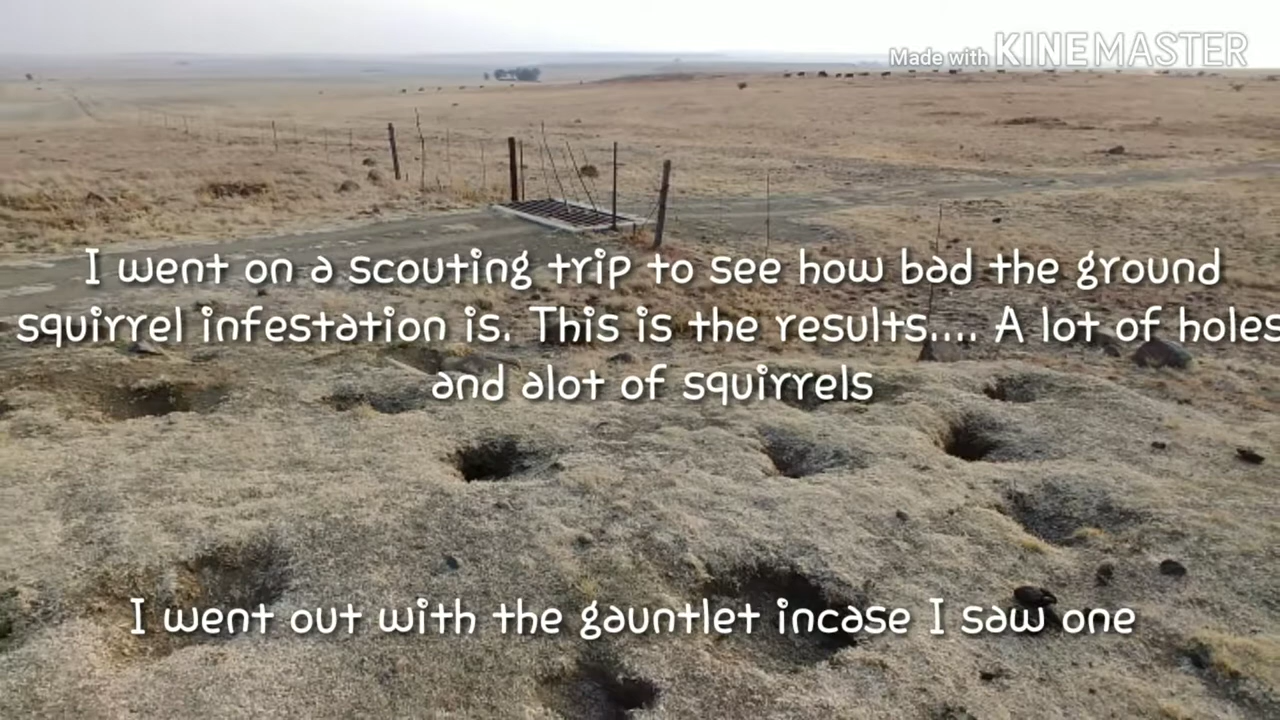 Made with KINEMASTER
I went on a scouting trip to see how bad the ground
squirrel infestation is. This is the results.... A lot of holes
and alot of squirrels
I went out with the gauntlet incase I saw one